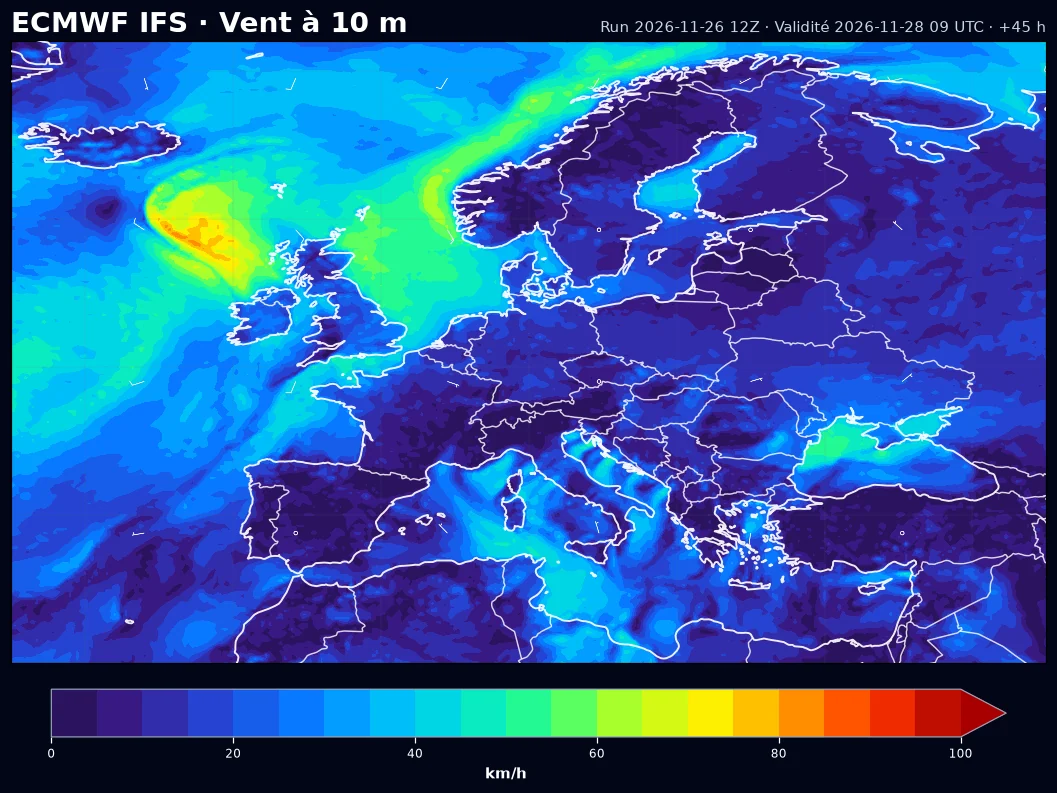 ECMWF IFS · Vent à 10 m
Run 2026-11-26 12Z · Validité 2026-11-28 09 UTC · +45 h
0 20 40 60 80 100
km/h